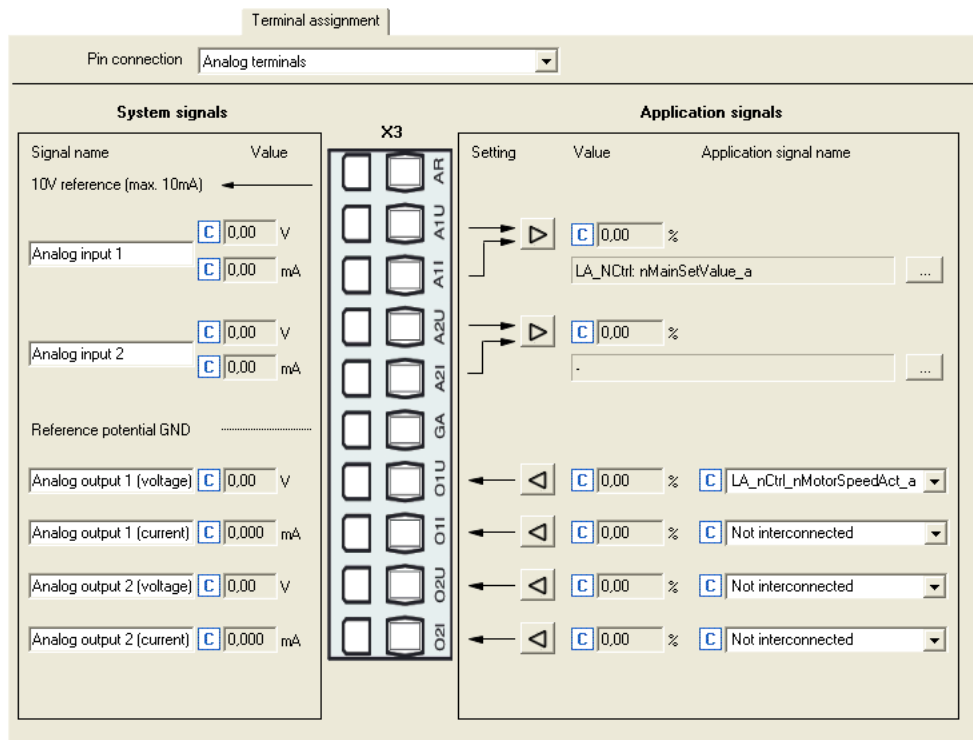 Terminal assignment
Pin connection Analog terminals
System signals
Signal name Value
10V reference (max. 10mA)
C 0,00 V
Analog input 1
C 0,00 mA
C 0,00 V
Analog input 2
C 0,00 mA
Reference potential GND
Analog output 1 (voltage) C 0,00 V
Analog output 1 (current) C 0,000 mA
Analog output 2 (voltage) C 0,00 V
Analog output 2 (current) C 0,000 mA
X3
AR
A1U
A1I
A2U
A2I
GA
O1U
O1I
O2U
O2I
Application signals
Setting Value Application signal name
C 0,00 %
LA_NCtrl: nMainSetValue_a ...
C 0,00 %
- ...
C 0,00 % C LA_nCtrl_nMotorSpeedAct_a
C 0,00 % C Not interconnected
C 0,00 % C Not interconnected
C 0,00 % C Not interconnected